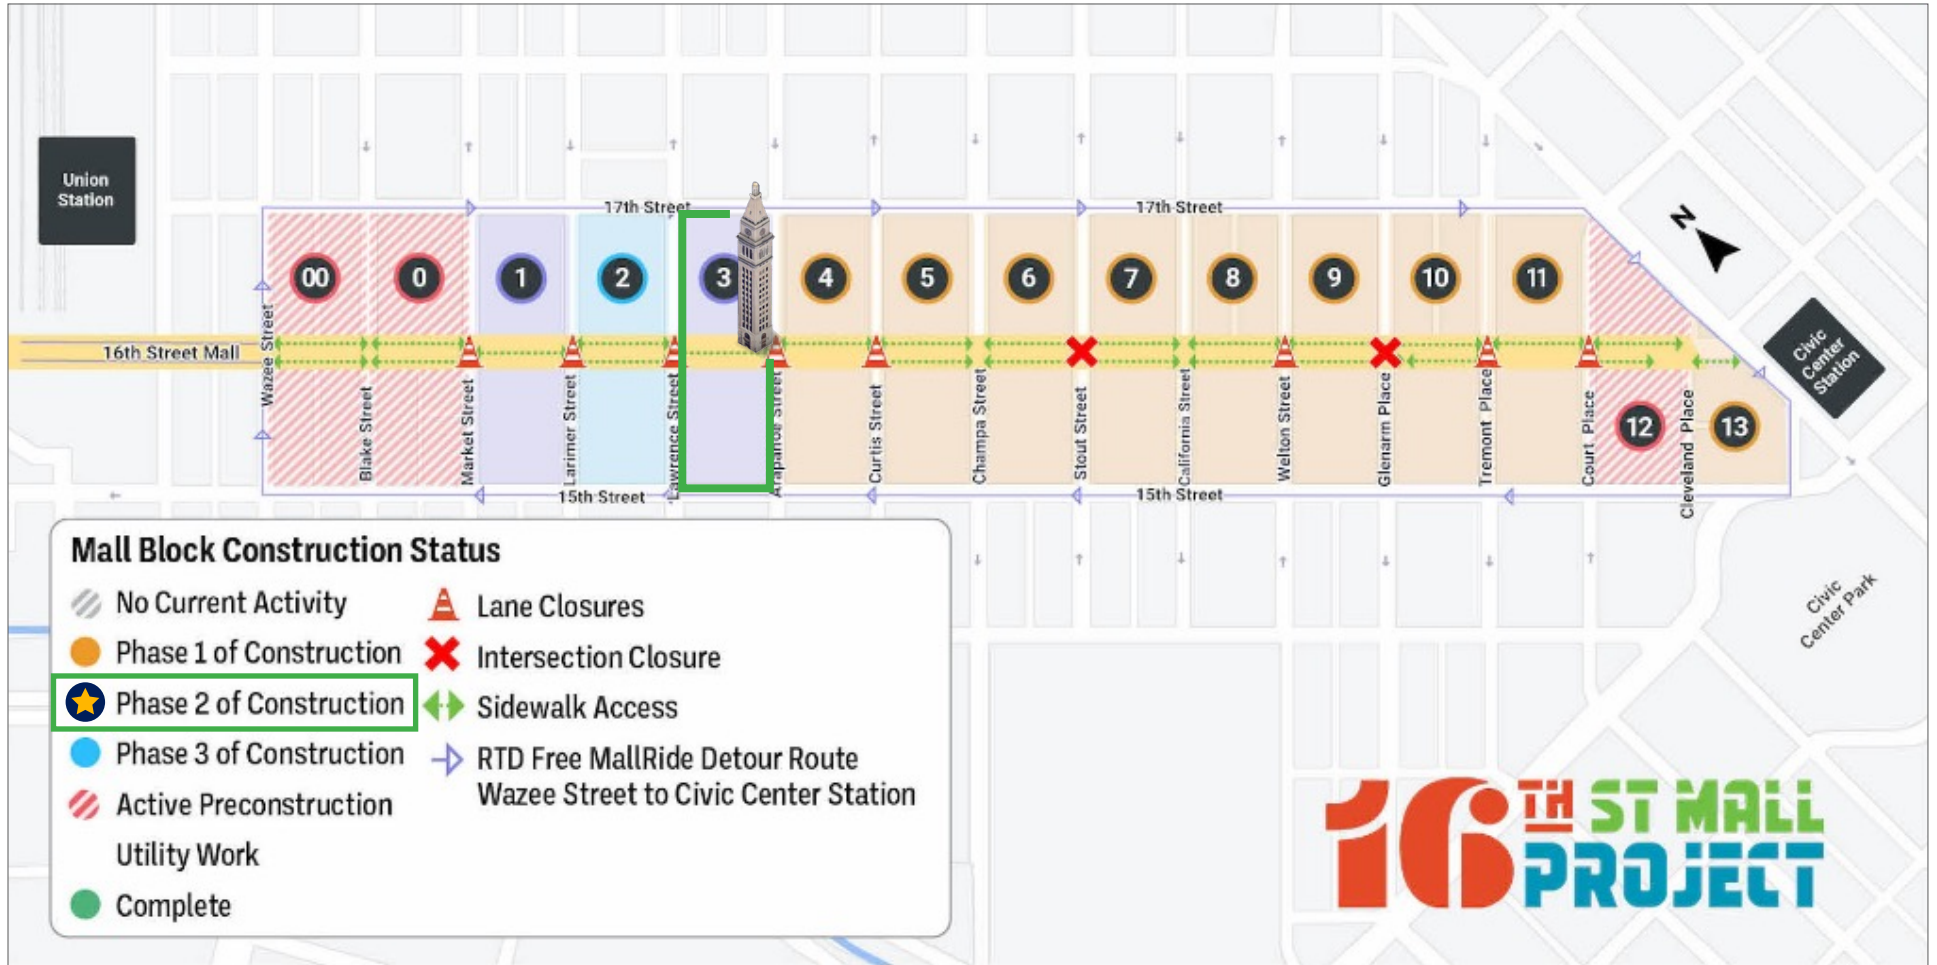 Union
Station
17th Street
17th Street
N
00
0
1
2
3
4
5
6
7
8
9
10
11
16th Street Mall
Wazee Street
Blake Street
Market Street
Larimer Street
Lawrence Street
Arapahoe Street
Curtis Street
Champa Street
Stout Street
California Street
Welton Street
Glenarm Place
Tremont Place
Court Place
Cleveland Place
Civic
Center
Station
12
13
15th Street
15th Street
Civic
Center Park
Mall Block Construction Status
No Current Activity
Phase 1 of Construction
Phase 2 of Construction
Phase 3 of Construction
Active Preconstruction
Utility Work
Complete
Lane Closures
Intersection Closure
Sidewalk Access
RTD Free MallRide Detour Route
Wazee Street to Civic Center Station
16TH ST MALL
PROJECT